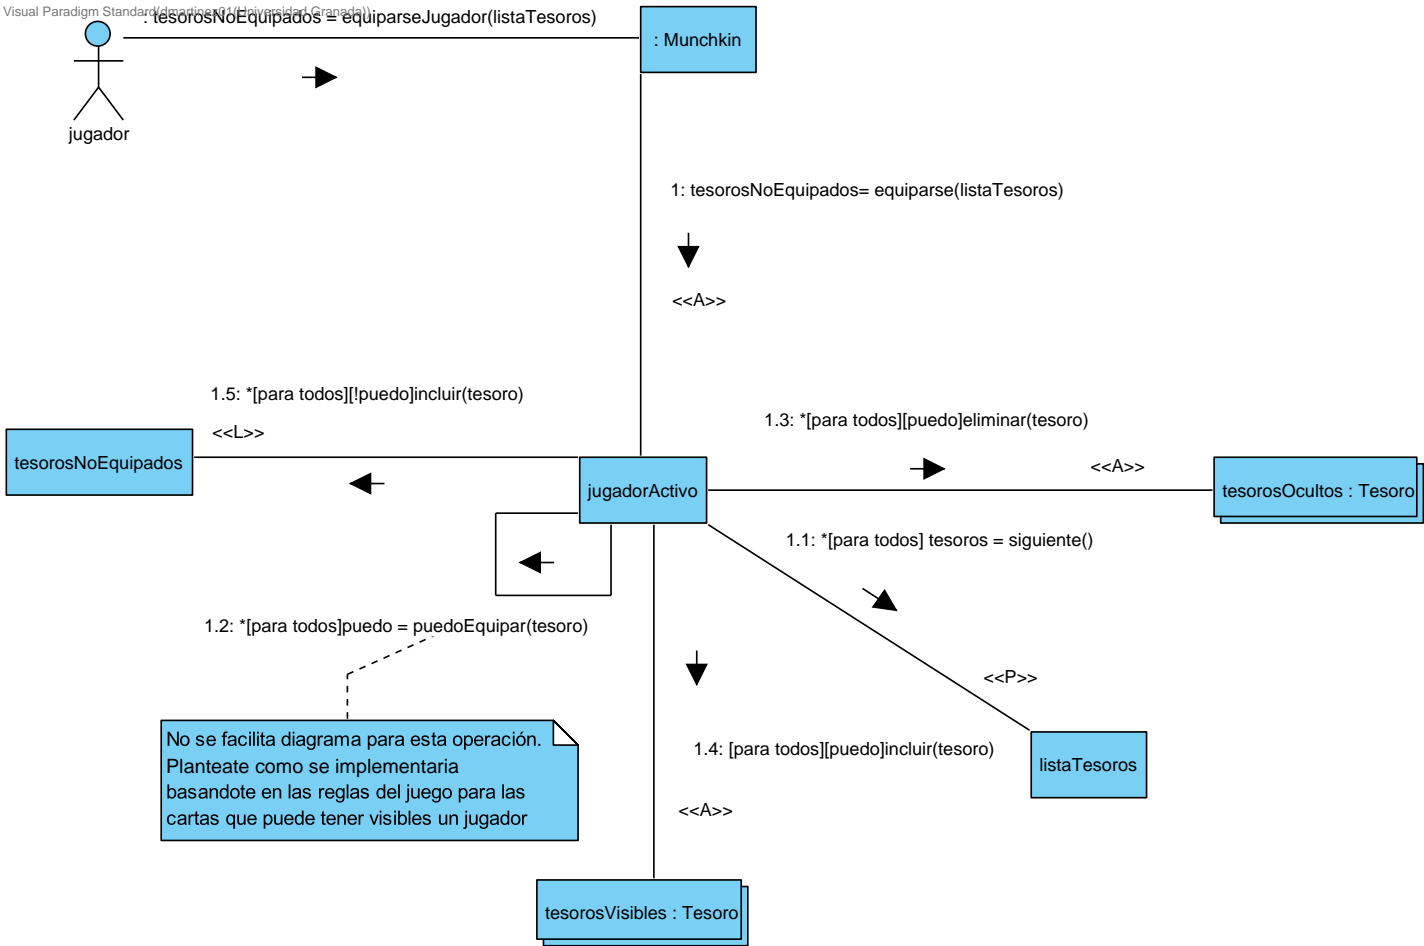 Visual Paradigm Standard(dmartinez01(Universidad Granada))
: tesorosNoEquipados = equiparseJugador(listaTesoros)
: Munchkin
jugador
1: tesorosNoEquipados= equiparse(listaTesoros)
<<A>>
1.5: *[para todos][!puedo]incluir(tesoro)
<<L>>
1.3: *[para todos][puedo]eliminar(tesoro)
<<A>>
tesorosNoEquipados
jugadorActivo
tesorosOcultos : Tesoro
1.1: *[para todos] tesoros = siguiente()
1.2: *[para todos]puedo = puedoEquipar(tesoro)
<<P>>
No se facilita diagrama para esta operación.
Planteate como se implementaria
basandote en las reglas del juego para las
cartas que puede tener visibles un jugador
1.4: [para todos][puedo]incluir(tesoro)
listaTesoros
<<A>>
tesorosVisibles : Tesoro